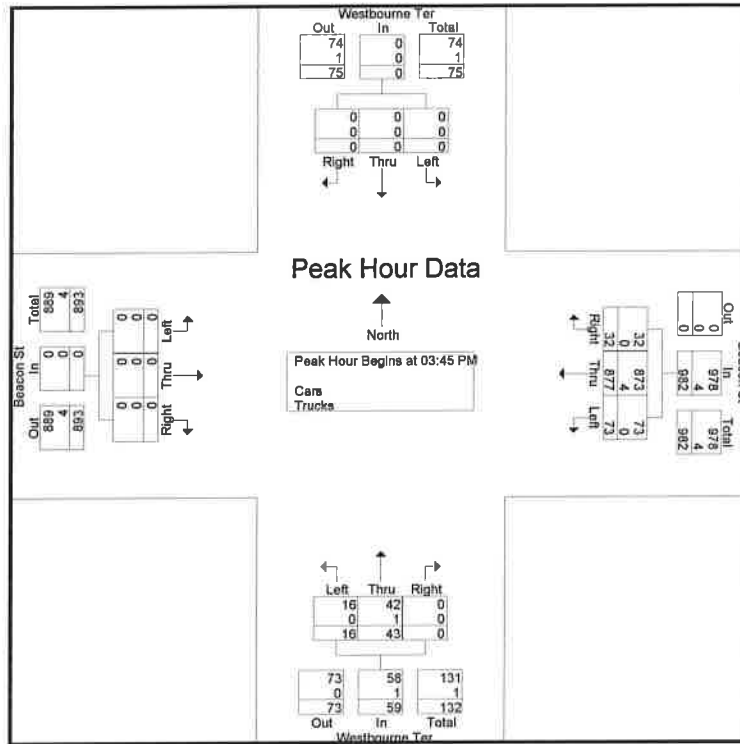 Westbourne Ter
Out In Total
74 0 74
1 0 1
75 0 75
0 0 0
0 0 0
0 0 0
Right Thru Left
Peak Hour Data
North
Peak Hour Begins at 03:45 PM
Cars
Trucks
Beacon St
Total In Out
889 0 889
4 0 4
893 0 893
Left Thru Right
0 0 0
0 0 0
0 0 0
Right Thru Left
32 873 73
0 4 0
32 877 73
Out In Total
0 978 978
0 4 4
0 982 982
Left Thru Right
16 42 0
0 1 0
16 43 0
73 58 131
0 1 1
73 59 132
Out In Total
Westbourne Ter